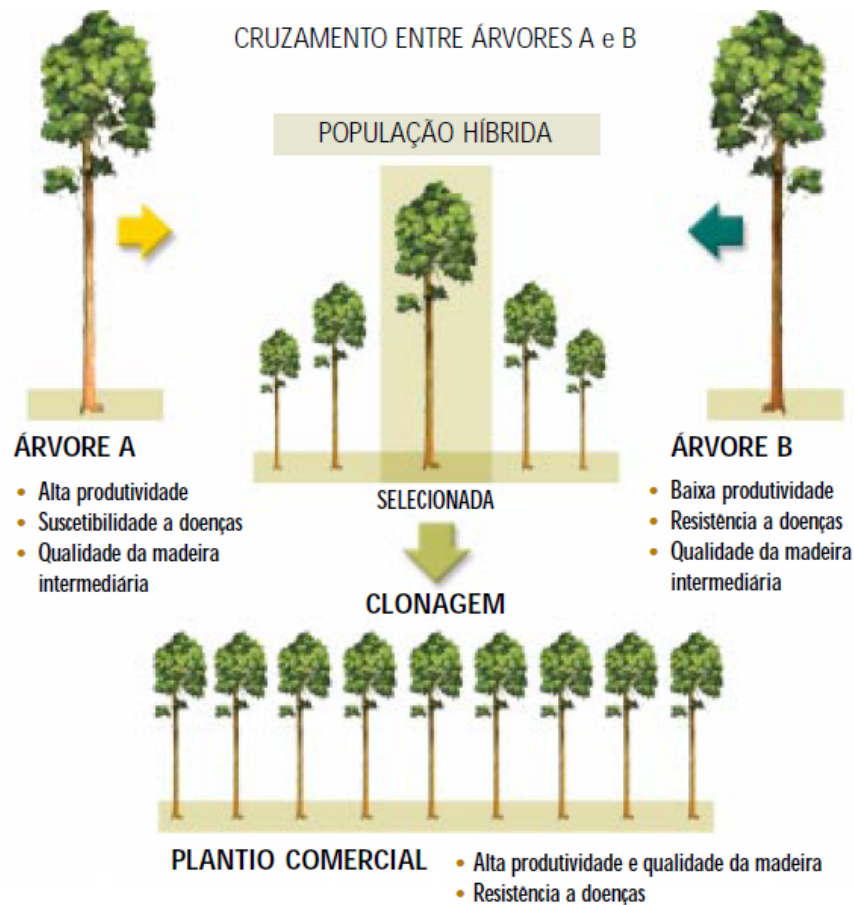 CRUZAMENTO ENTRE ÁRVORES A e B
POPULAÇÃO HÍBRIDA
ÁRVORE A
• Alta produtividade
• Suscetibilidade a doenças
• Qualidade da madeira
intermediária
SELECIONADA
ÁRVORE B
• Baixa produtividade
• Resistência a doenças
• Qualidade da madeira
intermediária
CLONAGEM
PLANTIO COMERCIAL
• Alta produtividade e qualidade da madeira
• Resistência a doenças